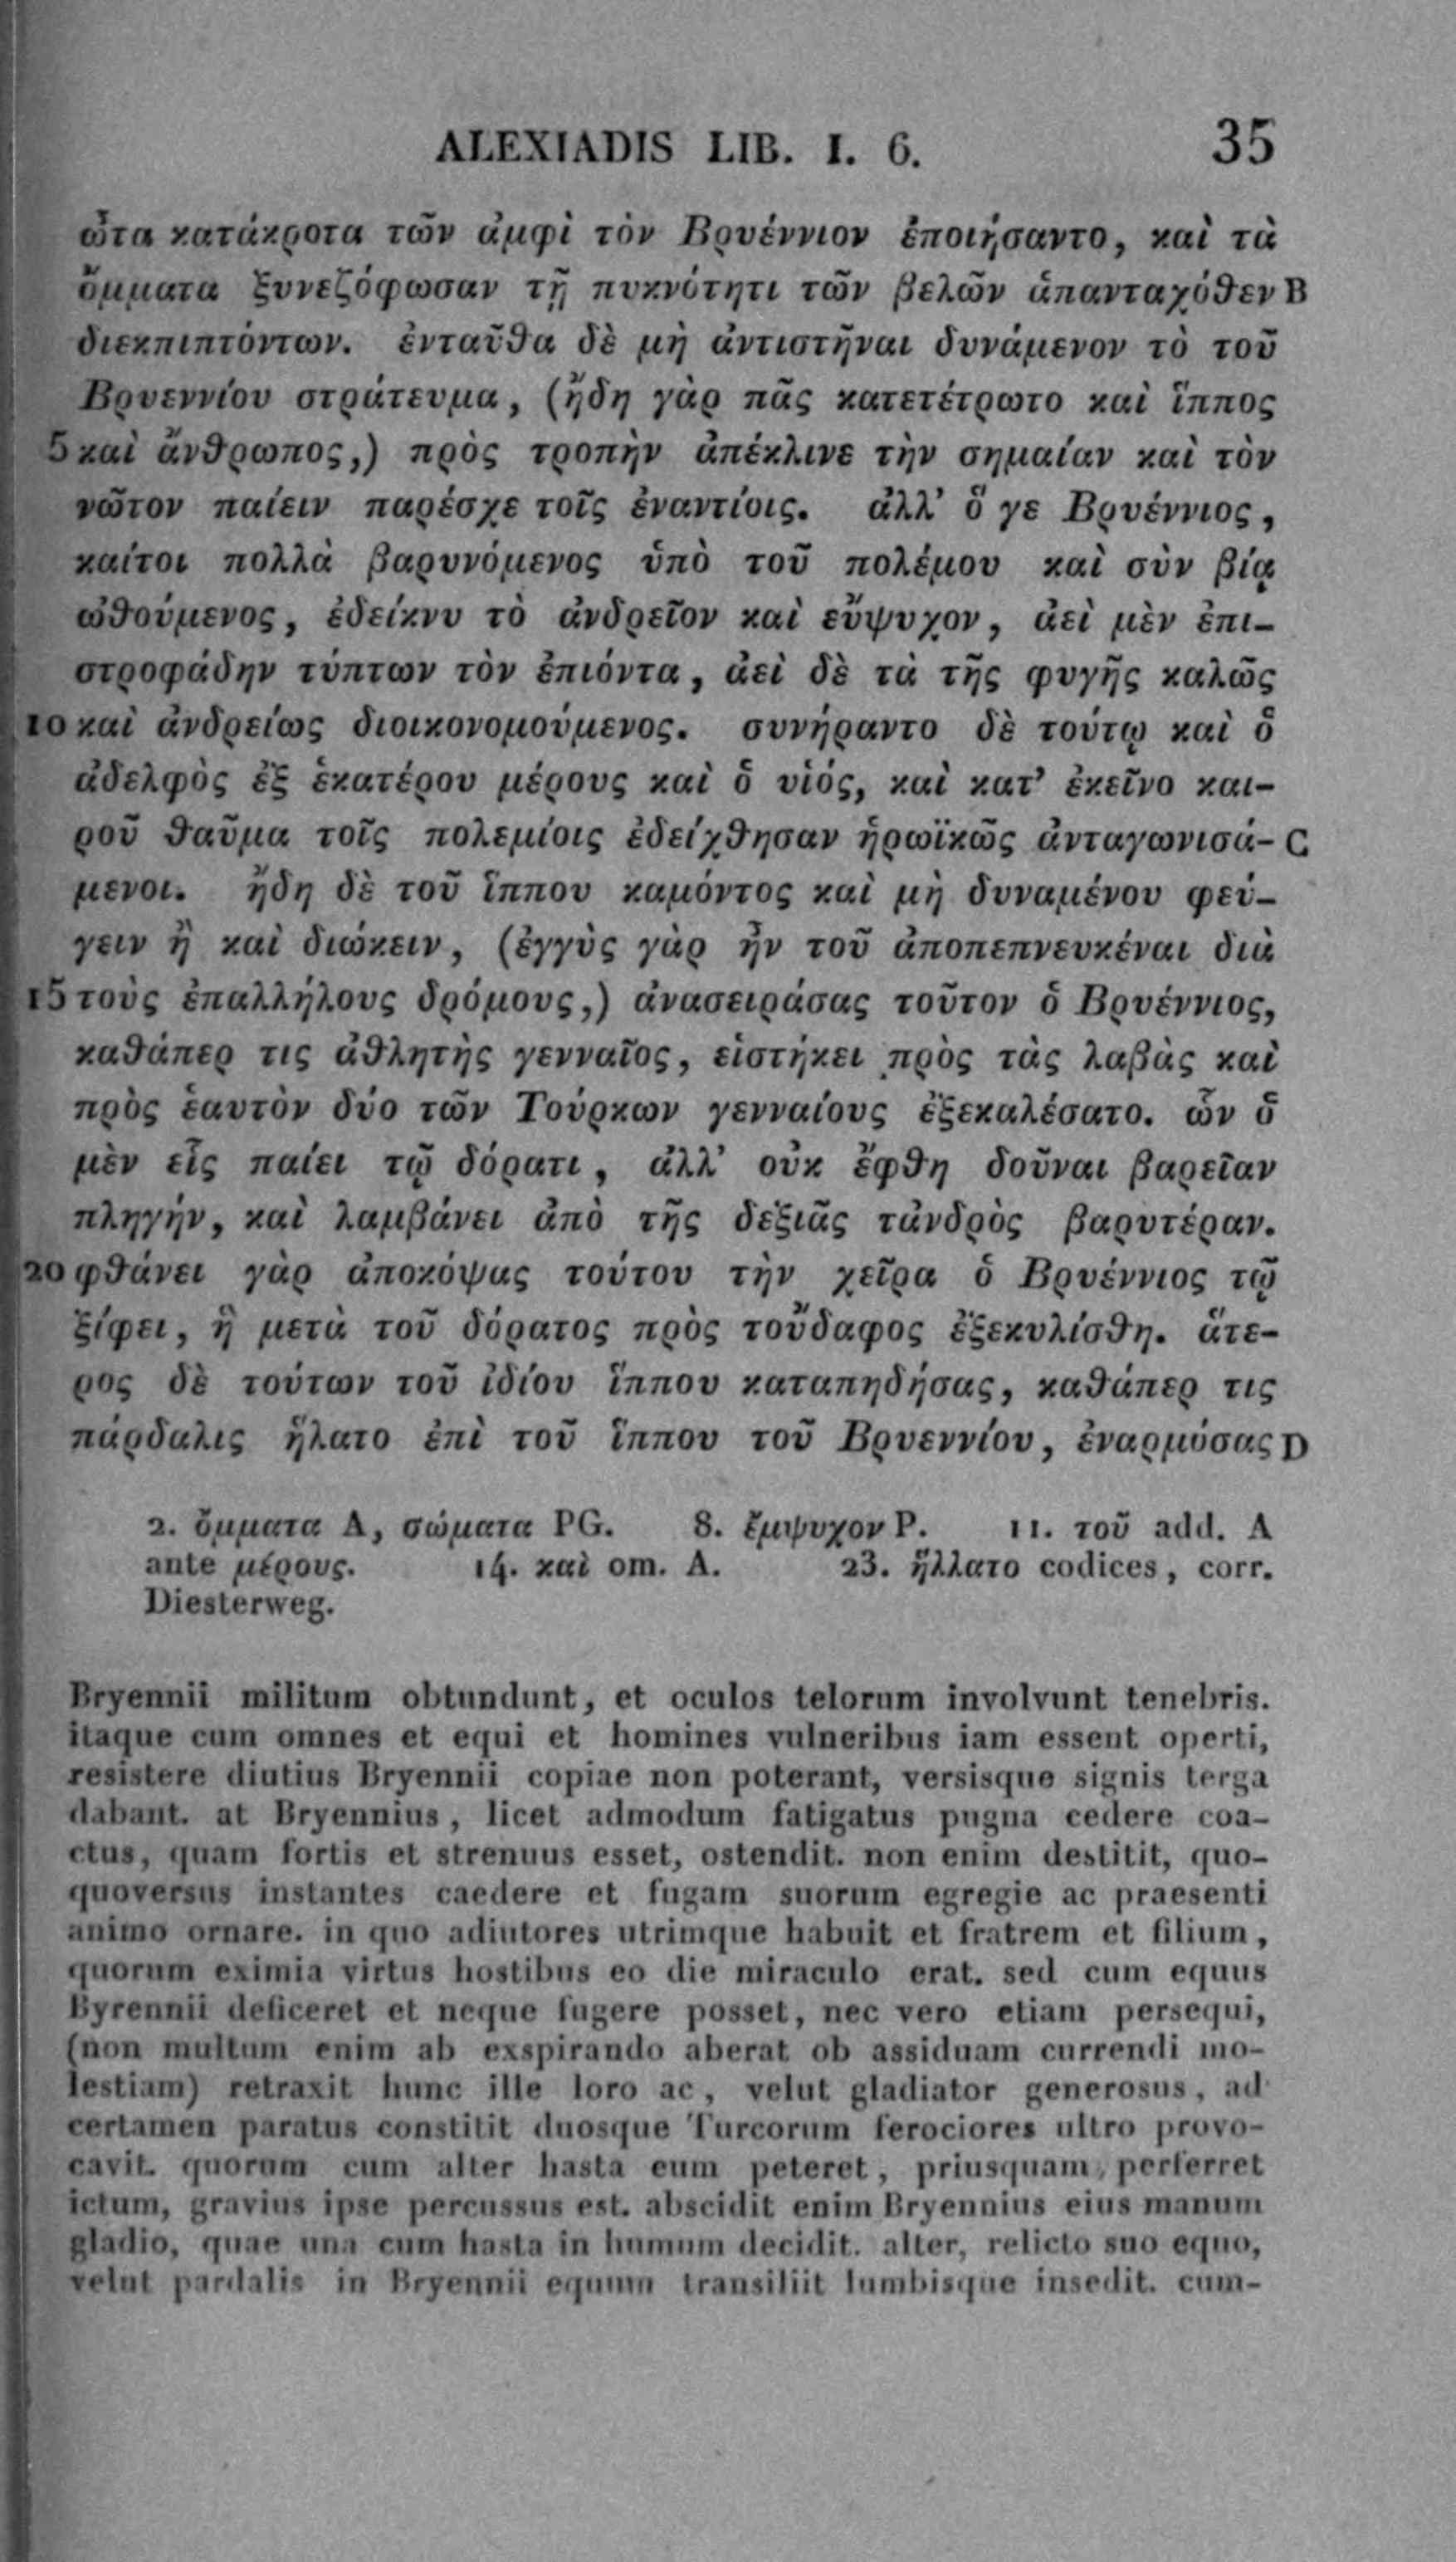 ALEXIADIS LIB. I. 6. 35
ὦτα κατάκροτα τῶν ἀμφὶ τὸν Βρυέννιον ἐποιήσαντο, καὶ τὰ
ὄμματα ξυνεζόφωσαν τῇ πυκνότητι τῶν βελῶν ἁπανταχόθεν B
διεκπιπτόντων. ἐνταῦθα δὲ μὴ ἀντιστῆναι δυνάμενον τὸ τοῦ
Βρυεννίου στράτευμα, (ἤδη γὰρ πᾶς κατετέτρωτο καὶ ἵππος
5 καὶ ἄνθρωπος,) πρὸς τροπὴν ἀπέκλινε τὴν σημαίαν καὶ τὸν
νῶτον παίειν παρέσχε τοῖς ἐναντίοις. ἀλλ' ὅ γε Βρυέννιος,
καίτοι πολλὰ βαρυνόμενος ὑπὸ τοῦ πολέμου καὶ σὺν βίᾳ
ὠθούμενος, ἐδείκνυ τὸ ἀνδρεῖον καὶ εὔψυχον, ἀεὶ μὲν ἐπι-
στροφάδην τύπτων τὸν ἐπιόντα, ἀεὶ δὲ τὰ τῆς φυγῆς καλῶς
10 καὶ ἀνδρείως διοικονομούμενος. συνήραντο δὲ τούτῳ καὶ ὁ
ἀδελφὸς ἐξ ἑκατέρου μέρους καὶ ὁ υἱός, καὶ κατ' ἐκεῖνο και-
ροῦ θαῦμα τοῖς πολεμίοις ἐδείχθησαν ἡρωϊκῶς ἀνταγωνισά- C
μενοι. ἤδη δὲ τοῦ ἵππου καμόντος καὶ μὴ δυναμένου φεύ-
γειν ἢ καὶ διώκειν, (ἐγγὺς γὰρ ἦν τοῦ ἀποπεπνευκέναι διὰ
15 τοὺς ἐπαλλήλους δρόμους,) ἀνασειράσας τοῦτον ὁ Βρυέννιος,
καθάπερ τις ἀθλητὴς γενναῖος, εἱστήκει πρὸς τὰς λαβὰς καὶ
πρὸς ἑαυτὸν δύο τῶν Τούρκων γενναίους ἐξεκαλέσατο. ὧν ὁ
μὲν εἷς παίει τῷ δόρατι, ἀλλ' οὐκ ἔφθη δοῦναι βαρεῖαν
πληγήν, καὶ λαμβάνει ἀπὸ τῆς δεξιᾶς τἀνδρὸς βαρυτέραν.
20 φθάνει γὰρ ἀποκόψας τούτου τὴν χεῖρα ὁ Βρυέννιος τῷ
ξίφει, ἣ μετὰ τοῦ δόρατος πρὸς τοὔδαφος ἐξεκυλίσθη. ἅτε-
ρος δὲ τούτων τοῦ ἰδίου ἵππου καταπηδήσας, καθάπερ τις
πάρδαλις ἥλατο ἐπὶ τοῦ ἵππου τοῦ Βρυεννίου, ἐναρμόσας D
2. ὄμματα A, σώματα PG. 8. ἔμψυχον P. 11. τοῦ add. A
ante μέρους. 14. καὶ om. A. 23. ἥλλατο codices, corr.
Diesterweg.
Bryennii militum obtundunt, et oculos telorum involvunt tenebris.
itaque cum omnes et equi et homines vulneribus iam essent operti,
resistere diutius Bryennii copiae non poterant, versisque signis terga
dabant. at Bryennius, licet admodum fatigatus pugna cedere coa-
ctus, quam fortis et strenuus esset, ostendit. non enim destitit, quo-
quoversus instantes caedere et fugam suorum egregie ac praesenti
animo ornare. in quo adiutores utrimque habuit et fratrem et filium,
quorum eximia virtus hostibus eo die miraculo erat. sed cum equus
Byrennii deficeret et neque fugere posset, nec vero etiam persequi,
(non multum enim ab exspirando aberat ob assiduam currendi mo-
lestiam) retraxit hunc ille loro ac, velut gladiator generosus, ad
certamen paratus constitit duosque Turcorum ferociores ultro provo-
cavit. quorum cum alter hasta eum peteret, priusquam perferret
ictum, gravius ipse percussus est. abscidit enim Bryennius eius manum
gladio, quae una cum hasta in humum decidit. alter, relicto suo equo,
velut pardalis in Bryennii equum transiliit lumbisque insedit. cum-